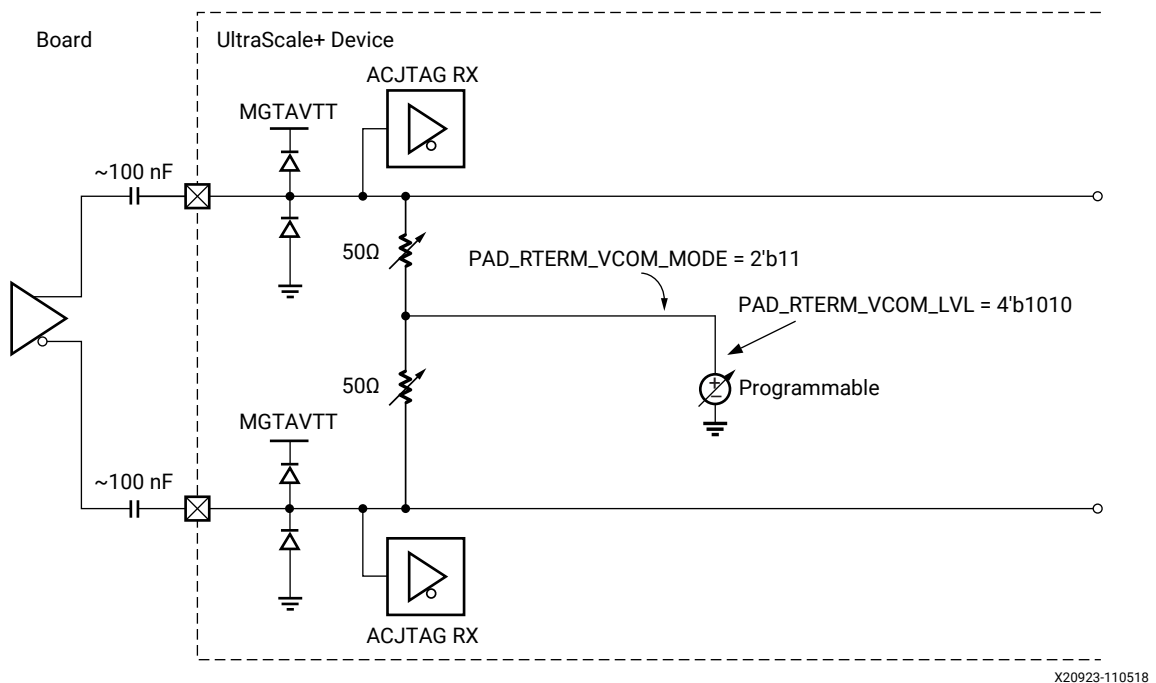 Board
UltraScale+ Device
ACJTAG RX
MGTAVTT
~100 nF
50Ω
PAD_RTERM_VCOM_MODE = 2'b11
PAD_RTERM_VCOM_LVL = 4'b1010
+
−
Programmable
50Ω
MGTAVTT
~100 nF
ACJTAG RX
X20923-110518